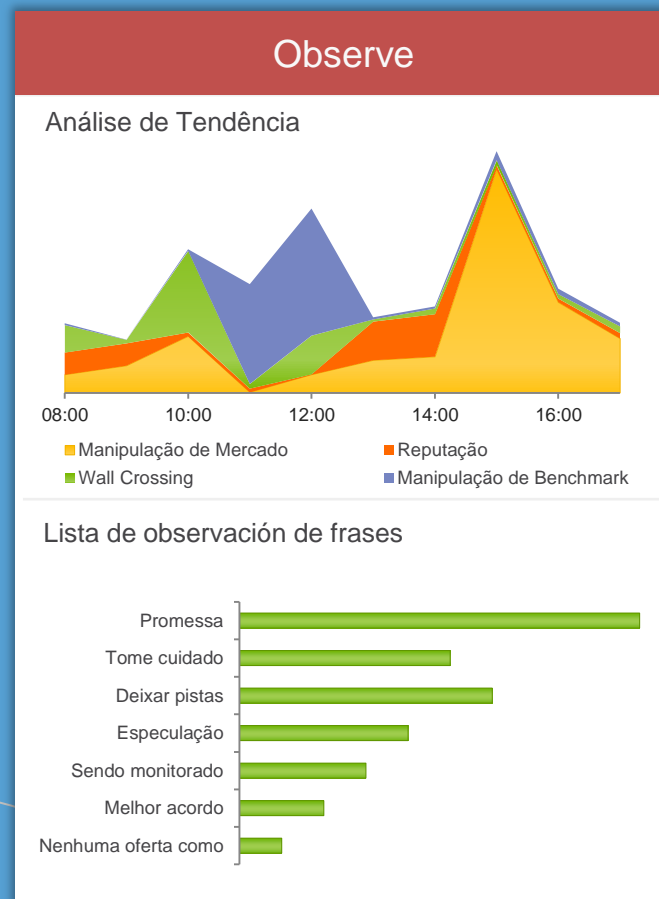 Observe
Análise de Tendência
08:00 10:00 12:00 14:00 16:00
Manipulação de Mercado Reputação
Wall Crossing Manipulação de Benchmark
Lista de observación de frases
Promessa
Tome cuidado
Deixar pistas
Especulação
Sendo monitorado
Melhor acordo
Nenhuma oferta como